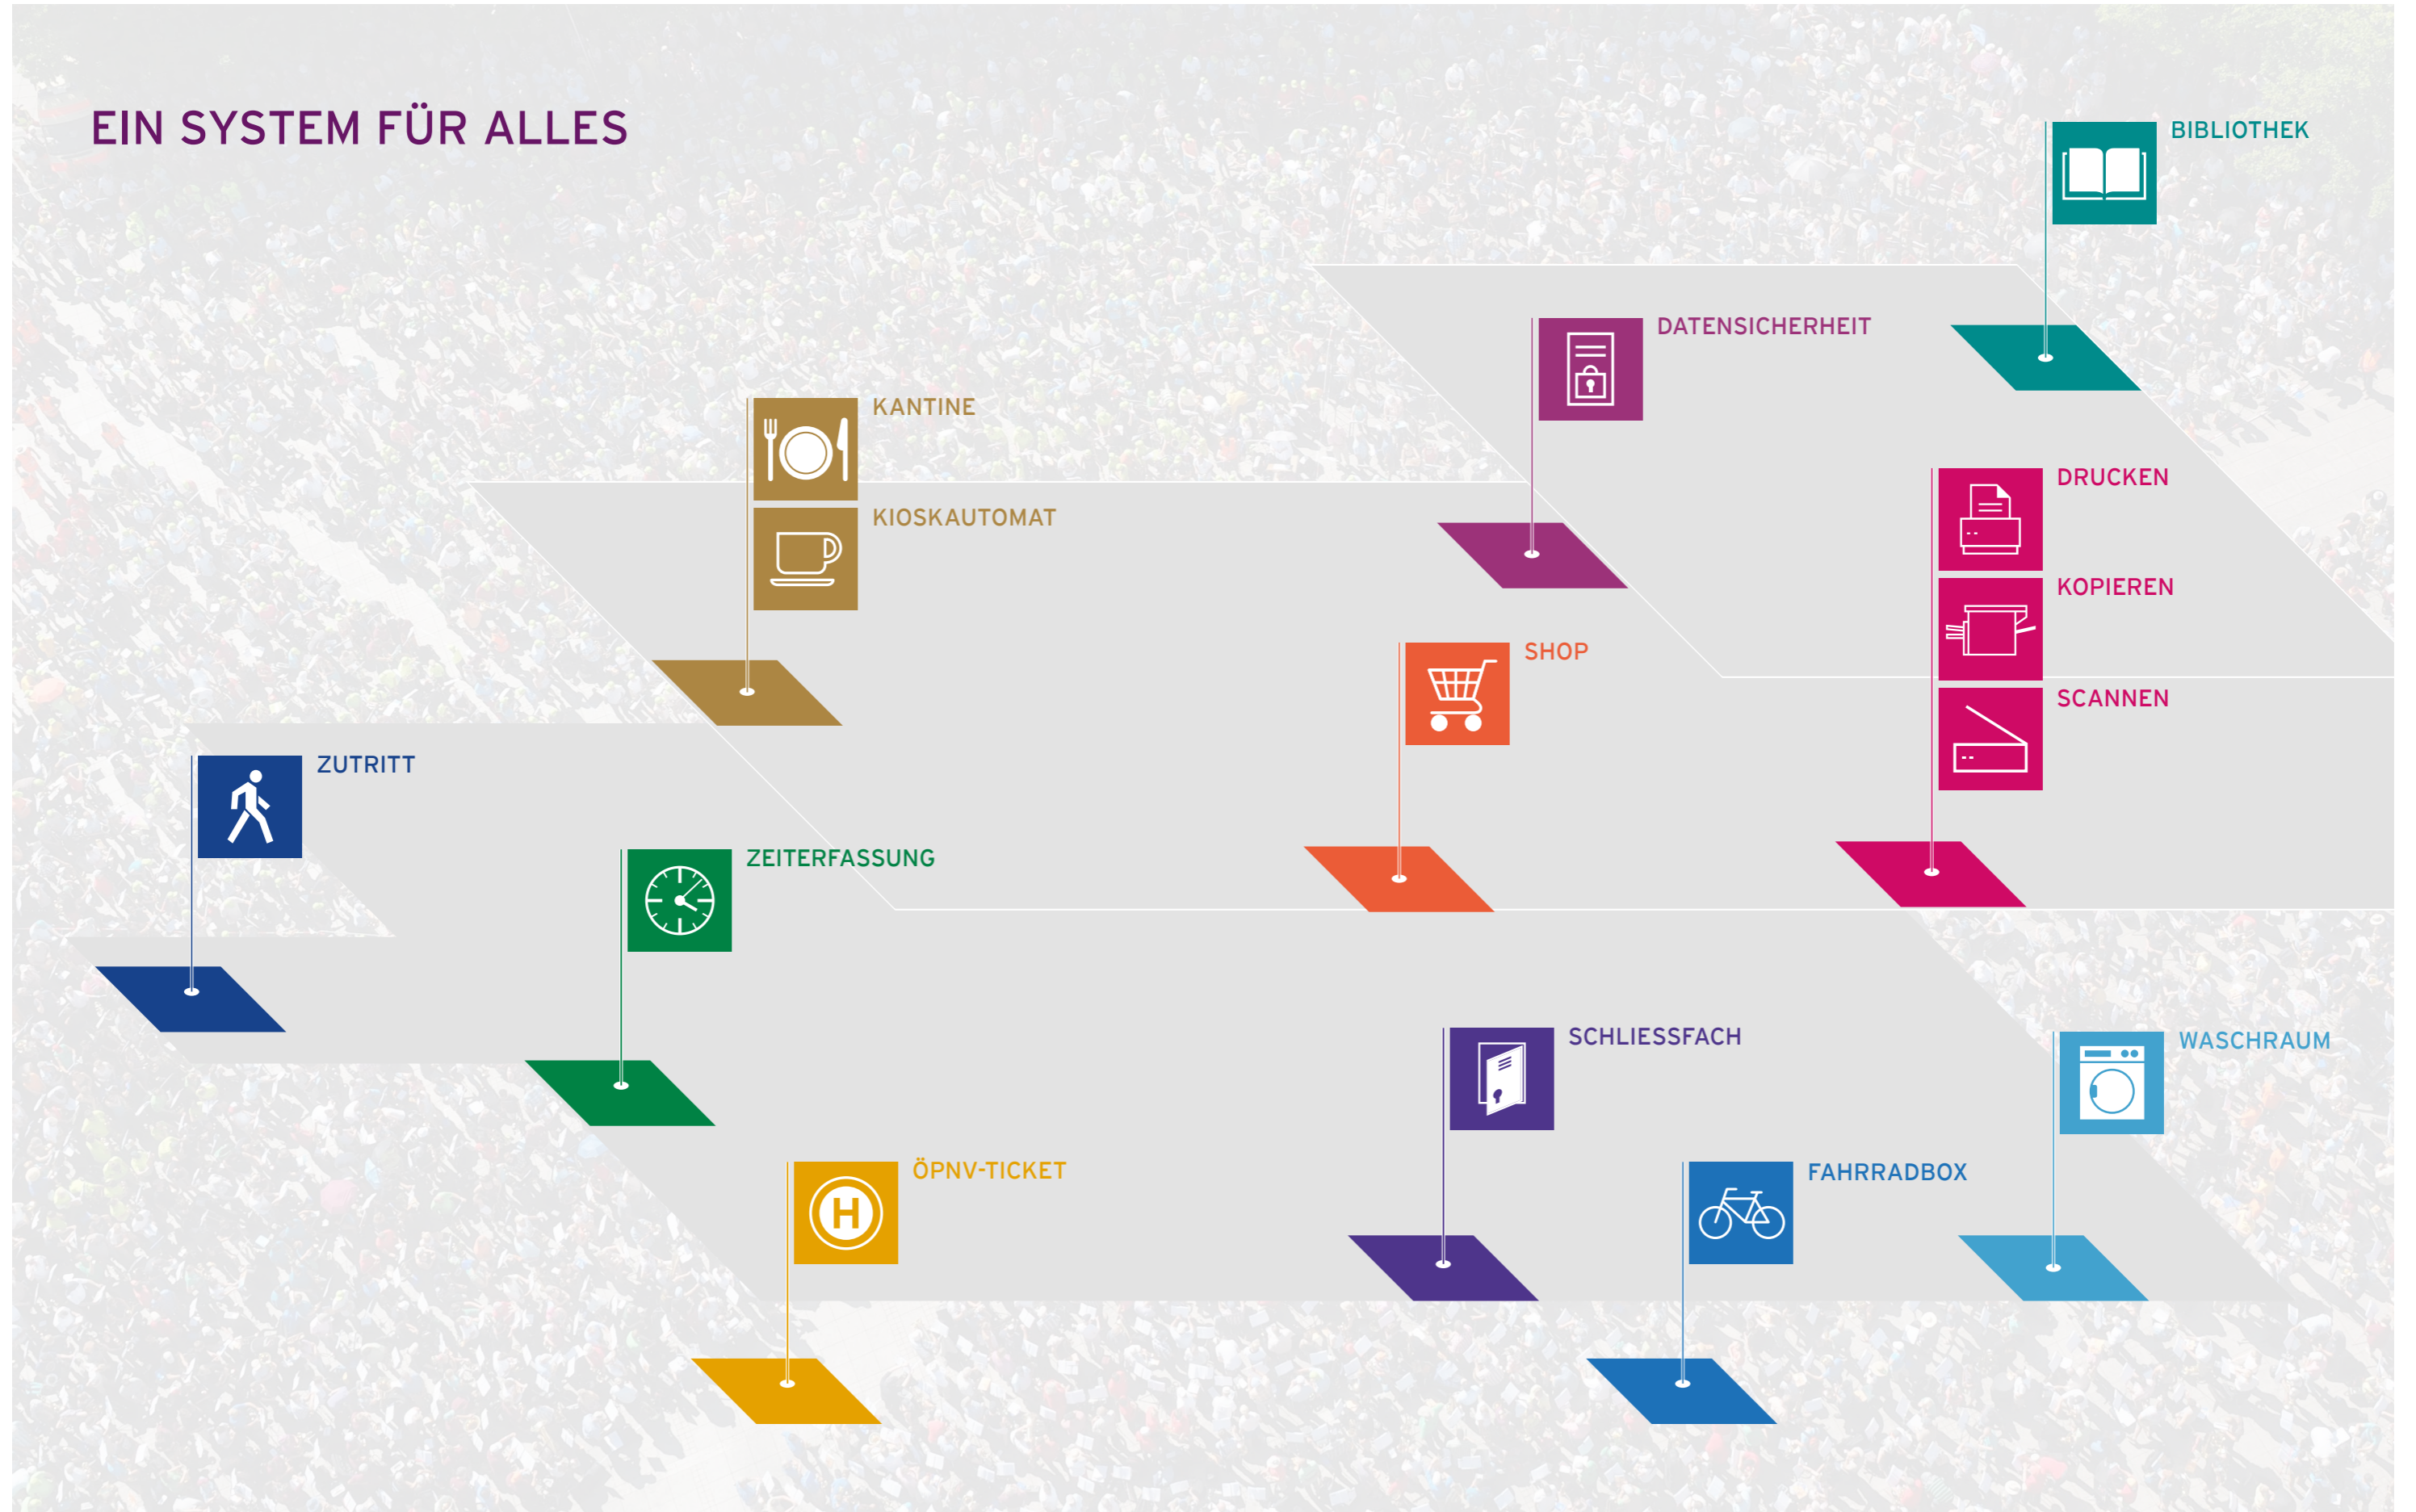 EIN SYSTEM FÜR ALLES
BIBLIOTHEK
DATENSICHERHEIT
KANTINE
KIOSKAUTOMAT
DRUCKEN
KOPIEREN
SCANNEN
SHOP
ZUTRITT
ZEITERFASSUNG
SCHLIESSFACH
WASCHRAUM
ÖPNV-TICKET
H
FAHRRADBOX